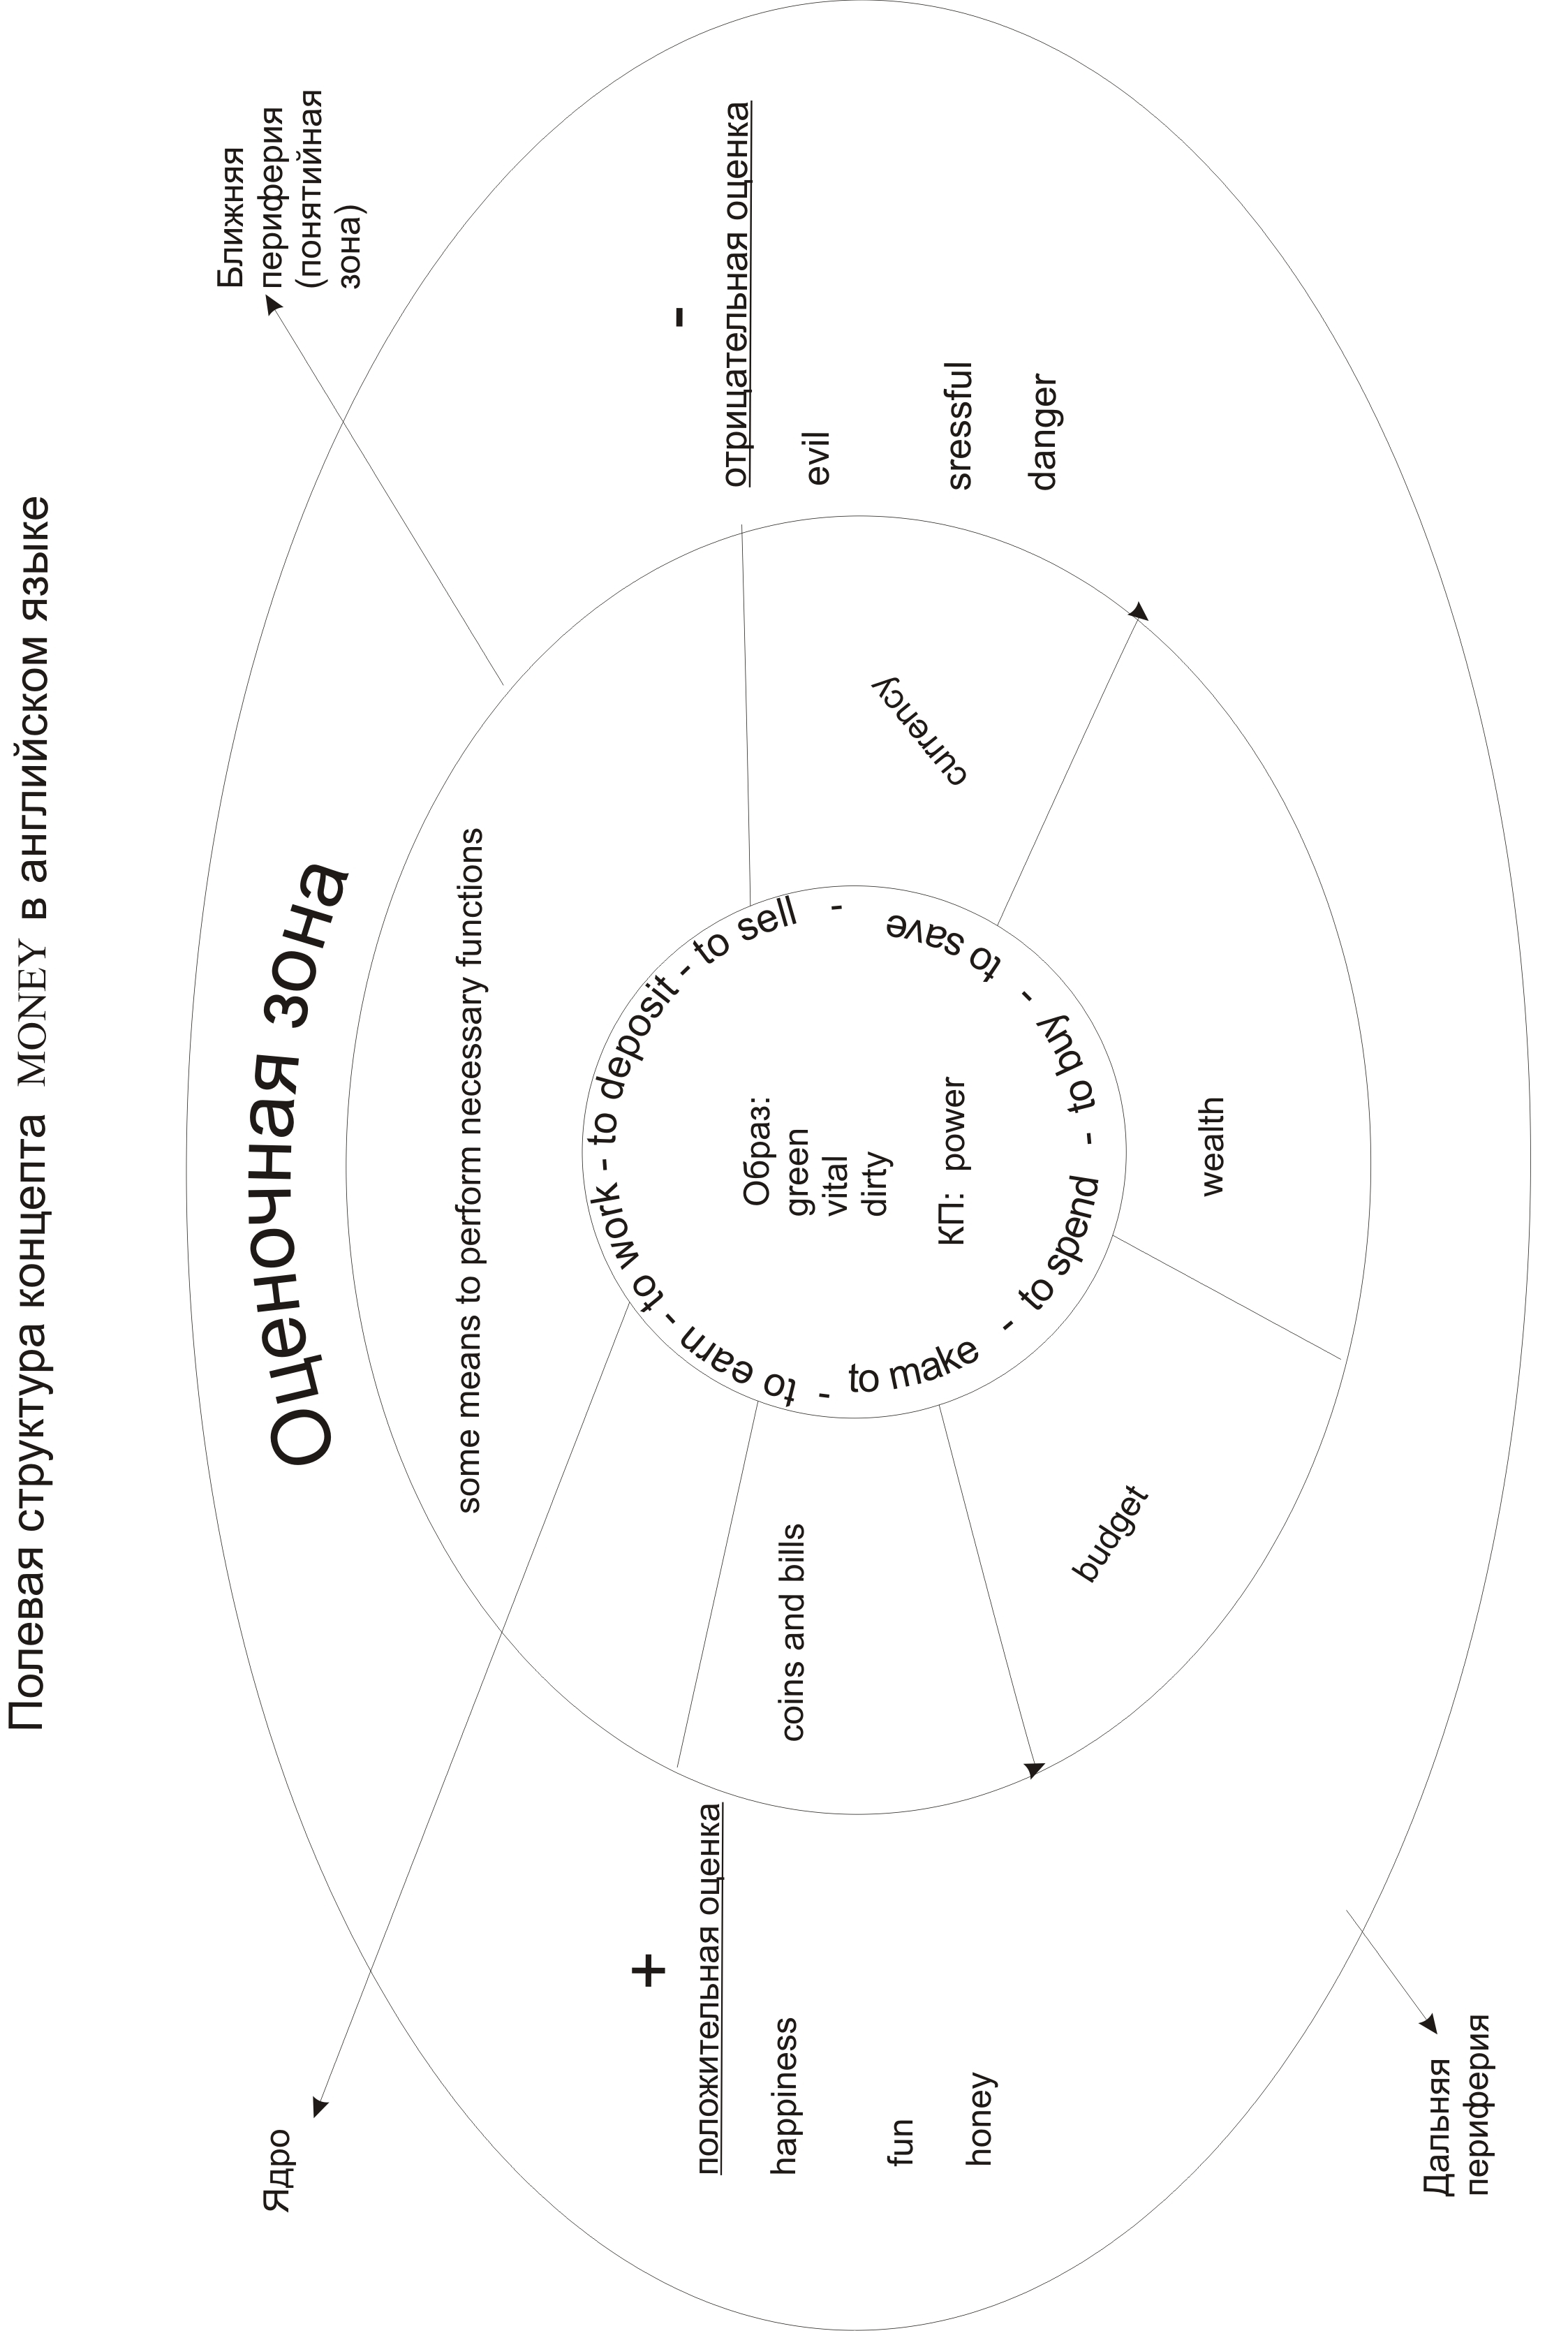 Полевая структура концепта MONEY в английском языке
Ближняя
периферия
(понятийная
зона)
Ядро
Оценочная зона
some means to perform necessary functions
+
положительная оценка
happiness
fun
honey
-
отрицательная оценка
evil
sressful
danger
coins and bills
currency
to earn - to work - to deposit - to sell -
to make - to spend - to buy - to save
-
Образ:
green
vital
dirty
КП: power
budget
wealth
Дальняя
периферия